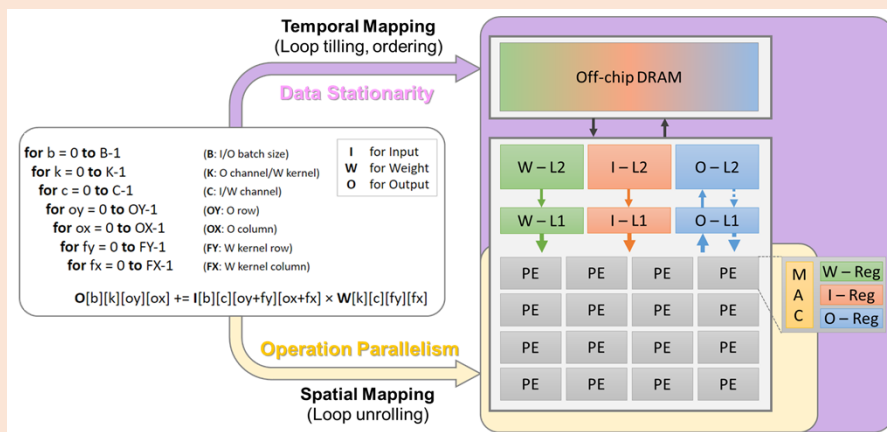 Temporal Mapping
(Loop tilling, ordering)
Data Stationarity
for b = 0 to B-1 (B: I/O batch size)
for k = 0 to K-1 (K: O channel/W kernel)
for c = 0 to C-1 (C: I/W channel)
for oy = 0 to OY-1 (OY: O row)
for ox = 0 to OX-1 (OX: O column)
for fy = 0 to FY-1 (FY: W kernel row)
for fx = 0 to FX-1 (FX: W kernel column)
I for Input
W for Weight
O for Output
O[b][k][oy][ox] += I[b][c][oy+fy][ox+fx] × W[k][c][fy][fx]
Operation Parallelism
Spatial Mapping
(Loop unrolling)
Off-chip DRAM
W – L2 I – L2 O – L2
W – L1 I – L1 O – L1
PE PE PE PE
PE PE PE PE
PE PE PE PE
PE PE PE PE
M
A
C
W – Reg
I – Reg
O – Reg